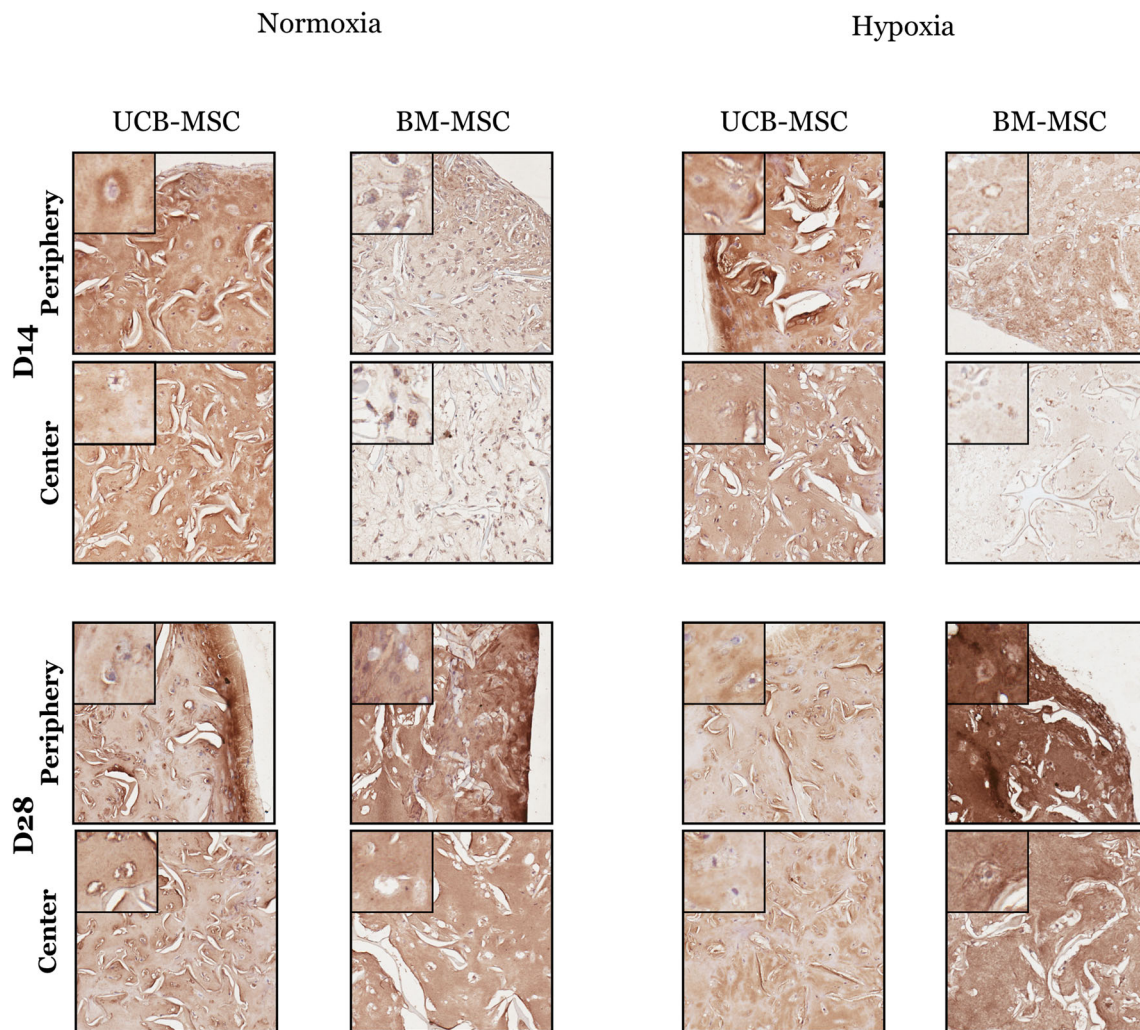 Normoxia
Hypoxia
UCB-MSC
BM-MSC
UCB-MSC
BM-MSC
D14
Periphery
Center
D28
Periphery
Center